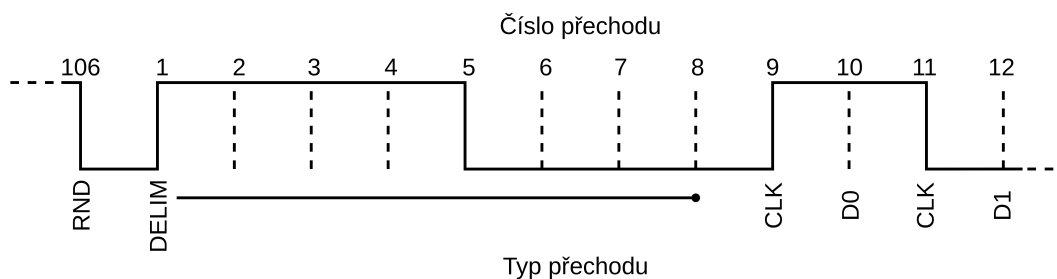 Číslo přechodu
106 1 2 3 4 5 6 7 8 9 10 11 12
RND DELIM CLK D0 CLK D1
Typ přechodu